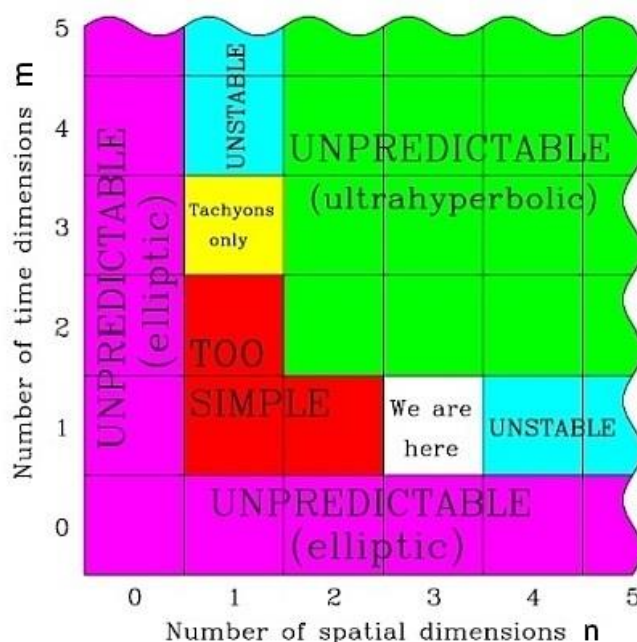 5
4
3
2
1
0
Number of time dimensions m
UNPREDICTABLE
(elliptic)
UNSTABLE
UNPREDICTABLE
(ultrahyperbolic)
Tachyons
only
TOO
SIMPLE
We are
here
UNSTABLE
UNPREDICTABLE
(elliptic)
0 1 2 3 4 5
Number of spatial dimensions n